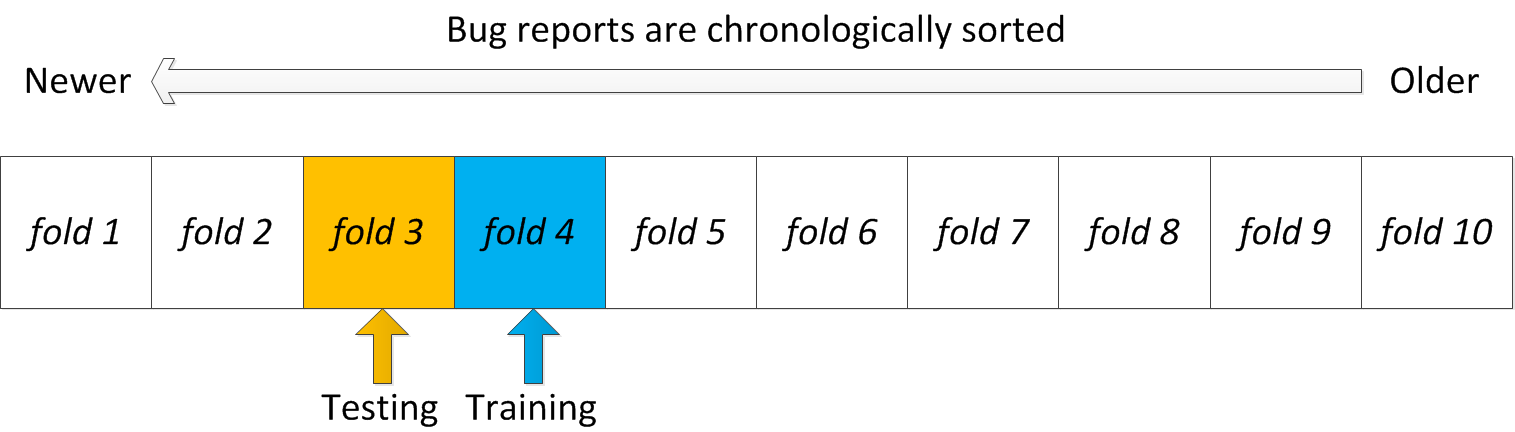 Bug reports are chronologically sorted
Newer Older
fold 1 fold 2 fold 3 fold 4 fold 5 fold 6 fold 7 fold 8 fold 9 fold 10
Testing Training